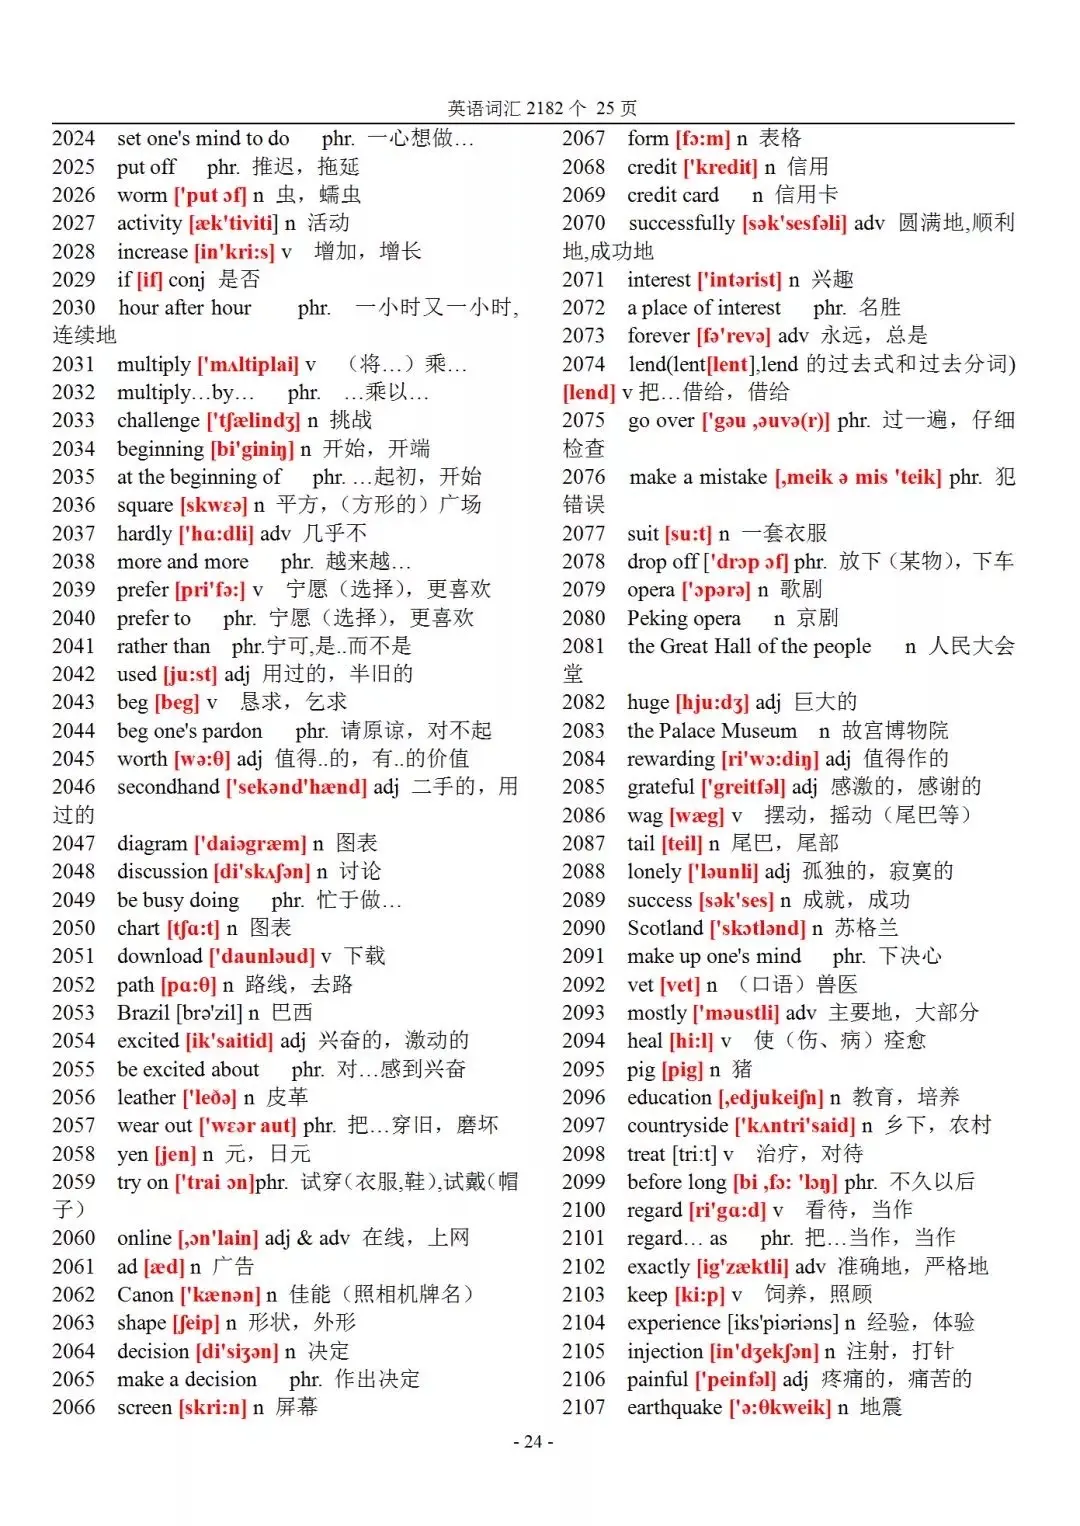 英语词汇 2182 个 25 页
2024 set one's mind to do phr. 一心想做…
2025 put off phr. 推迟，拖延
2026 worm ['put ɔf] n 虫，蠕虫
2027 activity [æk'tiviti] n 活动
2028 increase [in'kri:s] v 增加，增长
2029 if [if] conj 是否
2030 hour after hour phr. 一小时又一小时,
连续地
2031 multiply ['mʌltiplai] v （将…）乘…
2032 multiply…by… phr. …乘以…
2033 challenge ['tʃælindʒ] n 挑战
2034 beginning [bi'giniŋ] n 开始，开端
2035 at the beginning of phr. …起初，开始
2036 square [skwɛə] n 平方，（方形的）广场
2037 hardly ['hɑ:dli] adv 几乎不
2038 more and more phr. 越来越…
2039 prefer [pri'fə:] v 宁愿（选择），更喜欢
2040 prefer to phr. 宁愿（选择），更喜欢
2041 rather than phr.宁可,是..而不是
2042 used [ju:st] adj 用过的，半旧的
2043 beg [beg] v 恳求，乞求
2044 beg one's pardon phr. 请原谅，对不起
2045 worth [wə:θ] adj 值得..的，有..的价值
2046 secondhand ['sekənd'hænd] adj 二手的，用
过的
2047 diagram ['daiəgræm] n 图表
2048 discussion [di'skʌʃən] n 讨论
2049 be busy doing phr. 忙于做…
2050 chart [tʃɑ:t] n 图表
2051 download ['daunləud] v 下载
2052 path [pɑ:θ] n 路线，去路
2053 Brazil [brə'zil] n 巴西
2054 excited [ik'saitid] adj 兴奋的，激动的
2055 be excited about phr. 对…感到兴奋
2056 leather ['leðə] n 皮革
2057 wear out ['wɛər aut] phr. 把…穿旧，磨坏
2058 yen [jen] n 元，日元
2059 try on ['trai ɔn]phr. 试穿（衣服,鞋）,试戴（帽
子）
2060 online [,ɔn'lain] adj & adv 在线，上网
2061 ad [æd] n 广告
2062 Canon ['kænən] n 佳能（照相机牌名）
2063 shape [ʃeip] n 形状，外形
2064 decision [di'siʒən] n 决定
2065 make a decision phr. 作出决定
2066 screen [skri:n] n 屏幕
2067 form [fɔ:m] n 表格
2068 credit ['kredit] n 信用
2069 credit card n 信用卡
2070 successfully [sək'sesfəli] adv 圆满地,顺利
地,成功地
2071 interest ['intərist] n 兴趣
2072 a place of interest phr. 名胜
2073 forever [fə'revə] adv 永远，总是
2074 lend(lent[lent],lend 的过去式和过去分词)
[lend] v 把…借给，借给
2075 go over ['gəu ,əuvə(r)] phr. 过一遍，仔细
检查
2076 make a mistake [,meik ə mis 'teik] phr. 犯
错误
2077 suit [su:t] n 一套衣服
2078 drop off ['drɔp ɔf] phr. 放下（某物），下车
2079 opera ['ɔpərə] n 歌剧
2080 Peking opera n 京剧
2081 the Great Hall of the people n 人民大会
堂
2082 huge [hju:dʒ] adj 巨大的
2083 the Palace Museum n 故宫博物院
2084 rewarding [ri'wɔ:diŋ] adj 值得作的
2085 grateful ['greitfəl] adj 感激的，感谢的
2086 wag [wæg] v 摆动，摇动（尾巴等）
2087 tail [teil] n 尾巴，尾部
2088 lonely ['ləunli] adj 孤独的，寂寞的
2089 success [sək'ses] n 成就，成功
2090 Scotland ['skɔtlənd] n 苏格兰
2091 make up one's mind phr. 下决心
2092 vet [vet] n （口语）兽医
2093 mostly ['məustli] adv 主要地，大部分
2094 heal [hi:l] v 使（伤、病）痊愈
2095 pig [pig] n 猪
2096 education [,edjukeiʃn] n 教育，培养
2097 countryside ['kʌntri'said] n 乡下，农村
2098 treat [tri:t] v 治疗，对待
2099 before long [bi ,fɔ: 'lɔŋ] phr. 不久以后
2100 regard [ri'gɑ:d] v 看待，当作
2101 regard… as phr. 把…当作，当作
2102 exactly [ig'zæktli] adv 准确地，严格地
2103 keep [ki:p] v 饲养，照顾
2104 experience [iks'piəriəns] n 经验，体验
2105 injection [in'dʒekʃən] n 注射，打针
2106 painful ['peinfəl] adj 疼痛的，痛苦的
2107 earthquake ['ə:θkweik] n 地震
- 24 -